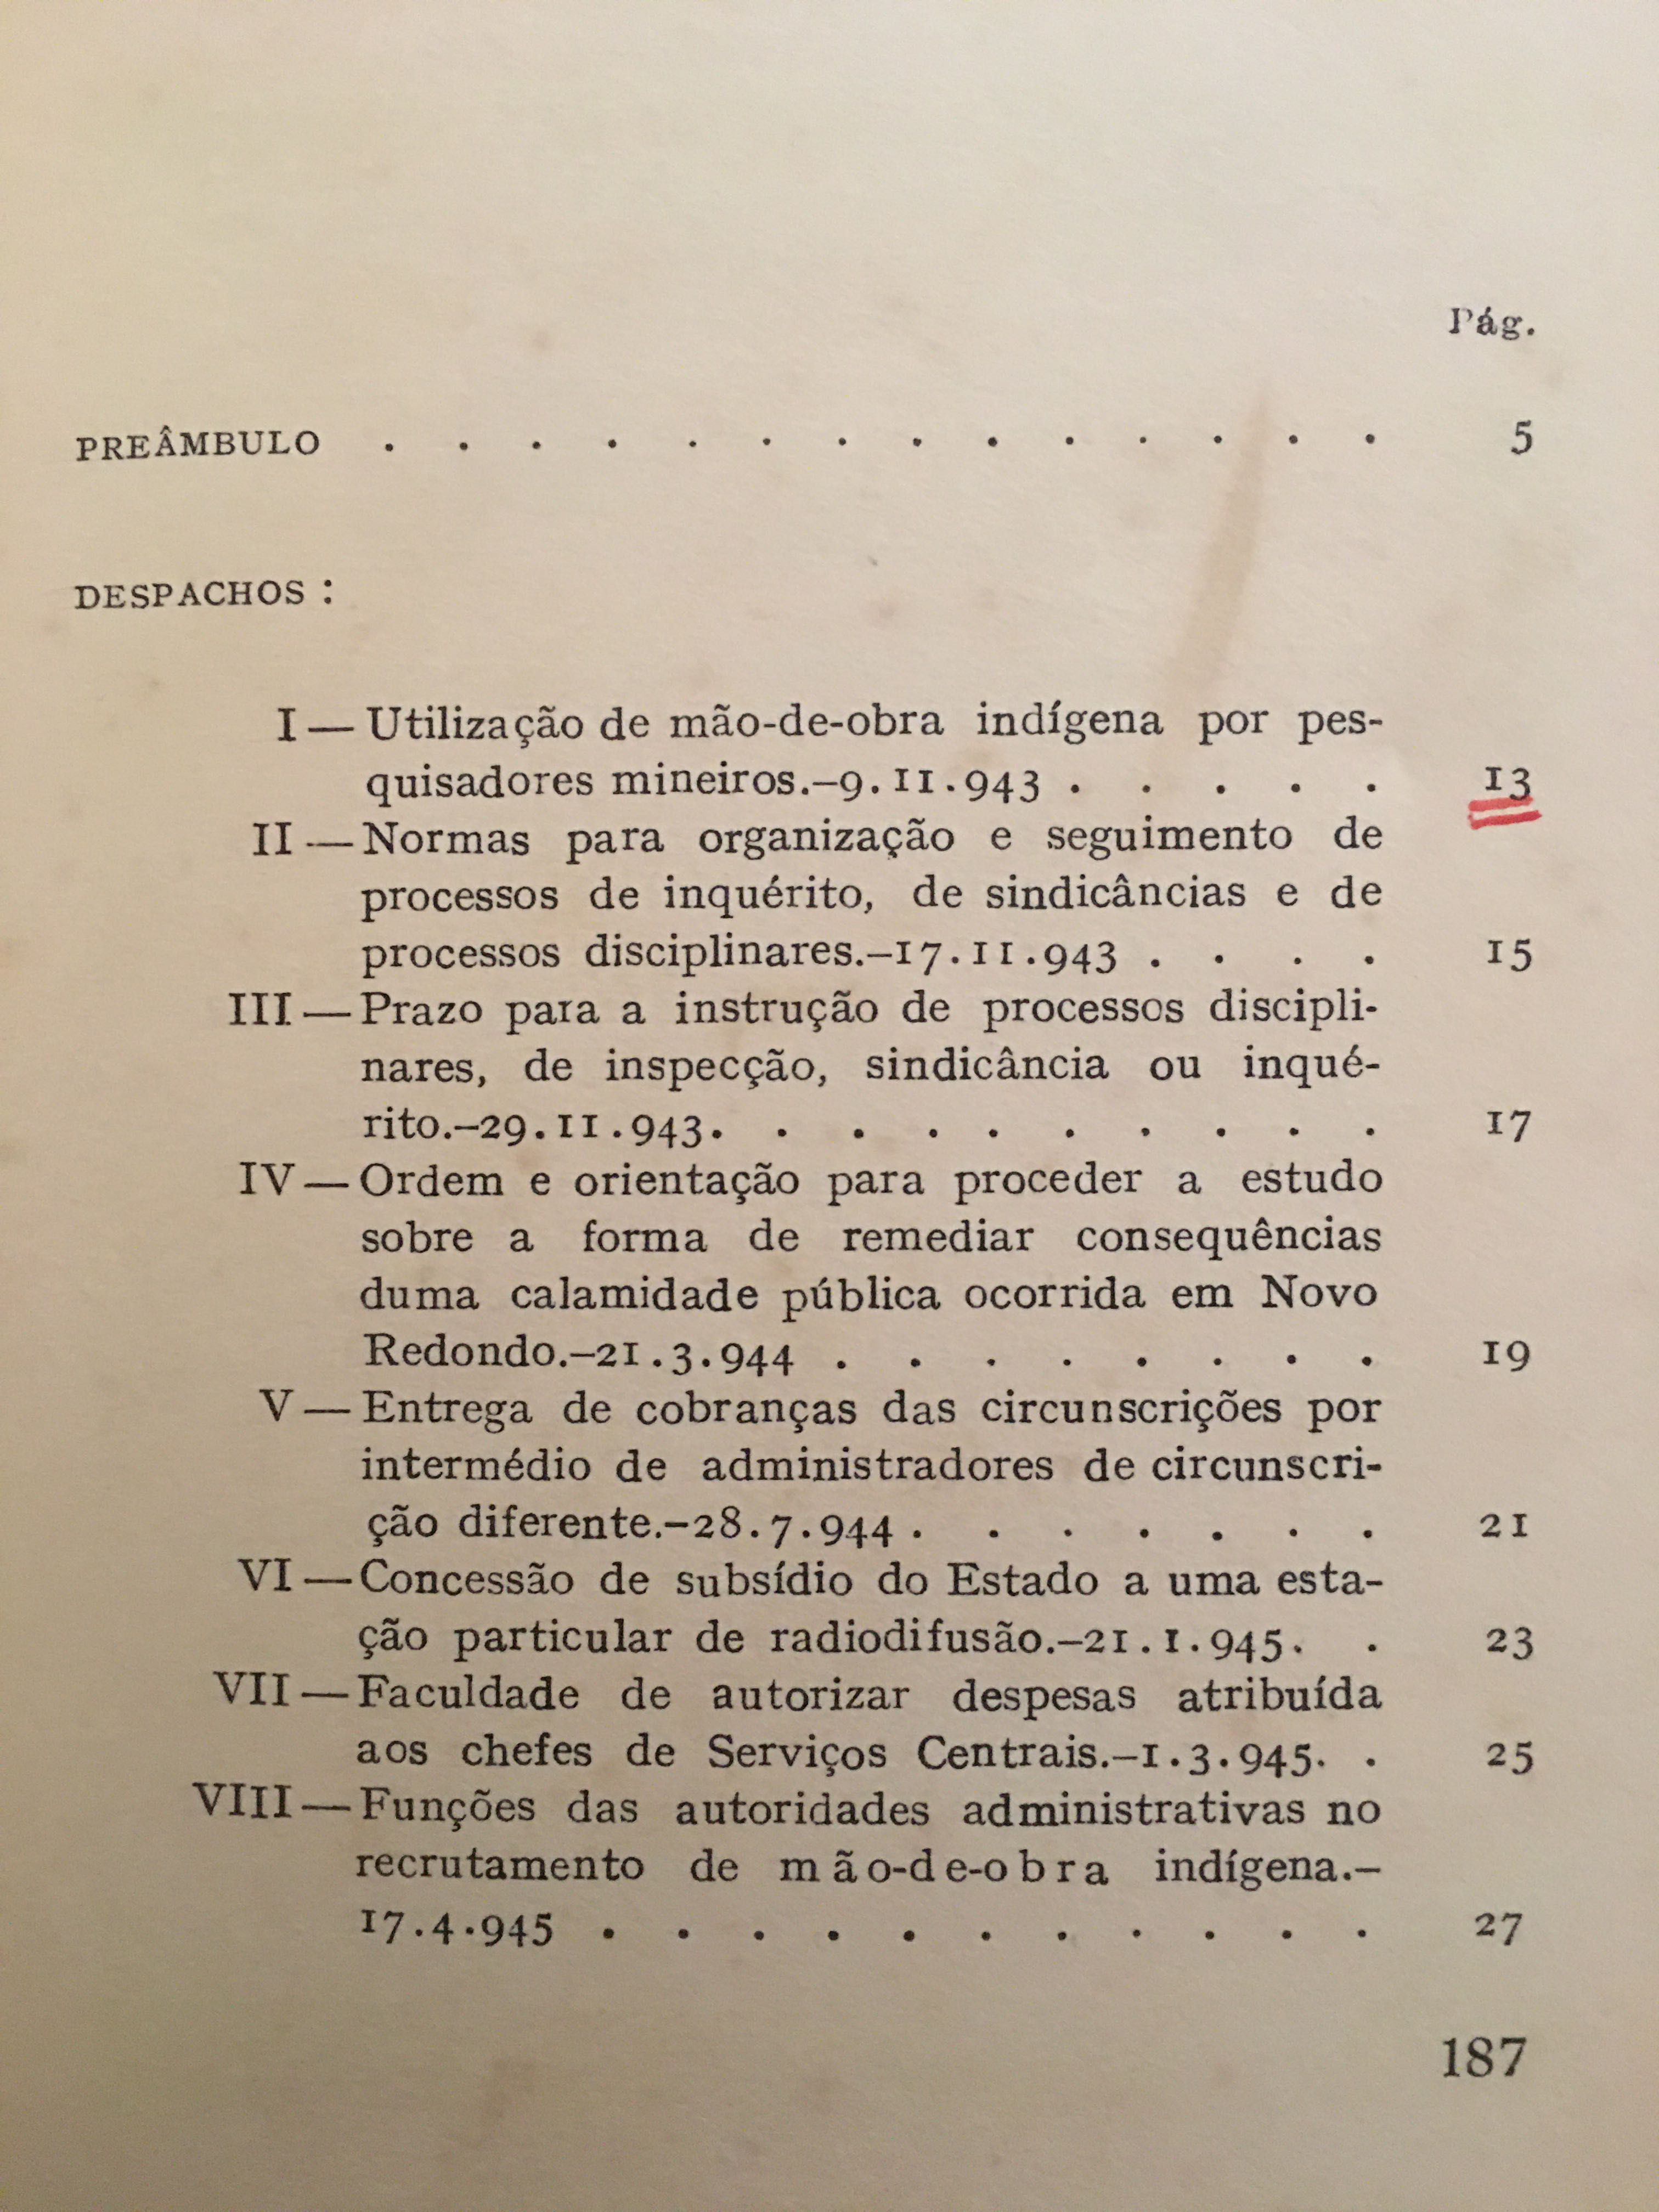 Pág.
PREÂMBULO . . . . . . . . . . . . . . 5
DESPACHOS :
I — Utilização de mão-de-obra indígena por pes-
quisadores mineiros.–9.11.943 . . . . . 13
II — Normas para organização e seguimento de
processos de inquérito, de sindicâncias e de
processos disciplinares.–17.11.943 . . . . 15
III — Prazo para a instrução de processos discipli-
nares, de inspecção, sindicância ou inqué-
rito.–29.11.943. . . . . . . . . . 17
IV — Ordem e orientação para proceder a estudo
sobre a forma de remediar consequências
duma calamidade pública ocorrida em Novo
Redondo.–21.3.944 . . . . . . . . 19
V — Entrega de cobranças das circunscrições por
intermédio de administradores de circunscri-
ção diferente.–28.7.944 . . . . . . . 21
VI — Concessão de subsídio do Estado a uma esta-
ção particular de radiodifusão.–21.1.945. . 23
VII — Faculdade de autorizar despesas atribuída
aos chefes de Serviços Centrais.–1.3.945. . 25
VIII — Funções das autoridades administrativas no
recrutamento de mão-de-obra indígena.–
17.4.945 . . . . . . . . . . . 27
187